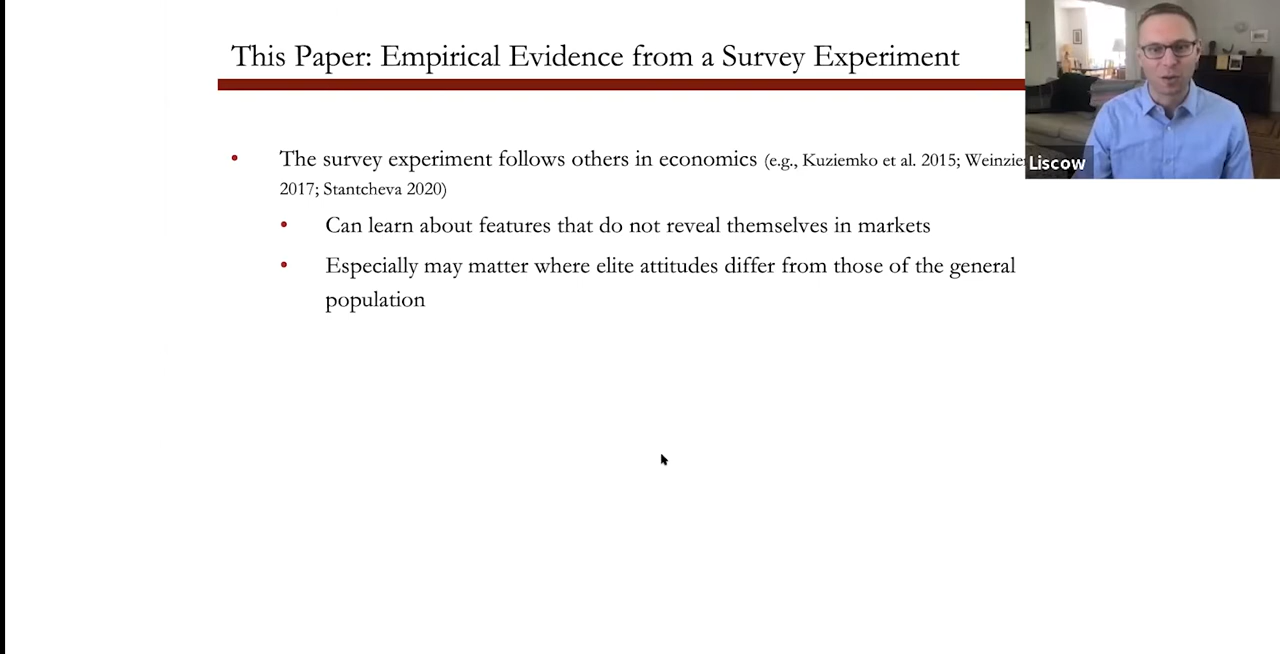 This Paper: Empirical Evidence from a Survey Experiment
• The survey experiment follows others in economics (e.g., Kuziemko et al. 2015;
2017; Stantcheva 2020)
• Can learn about features that do not reveal themselves in markets
• Especially may matter where elite attitudes differ from those of the general
population
Liscow